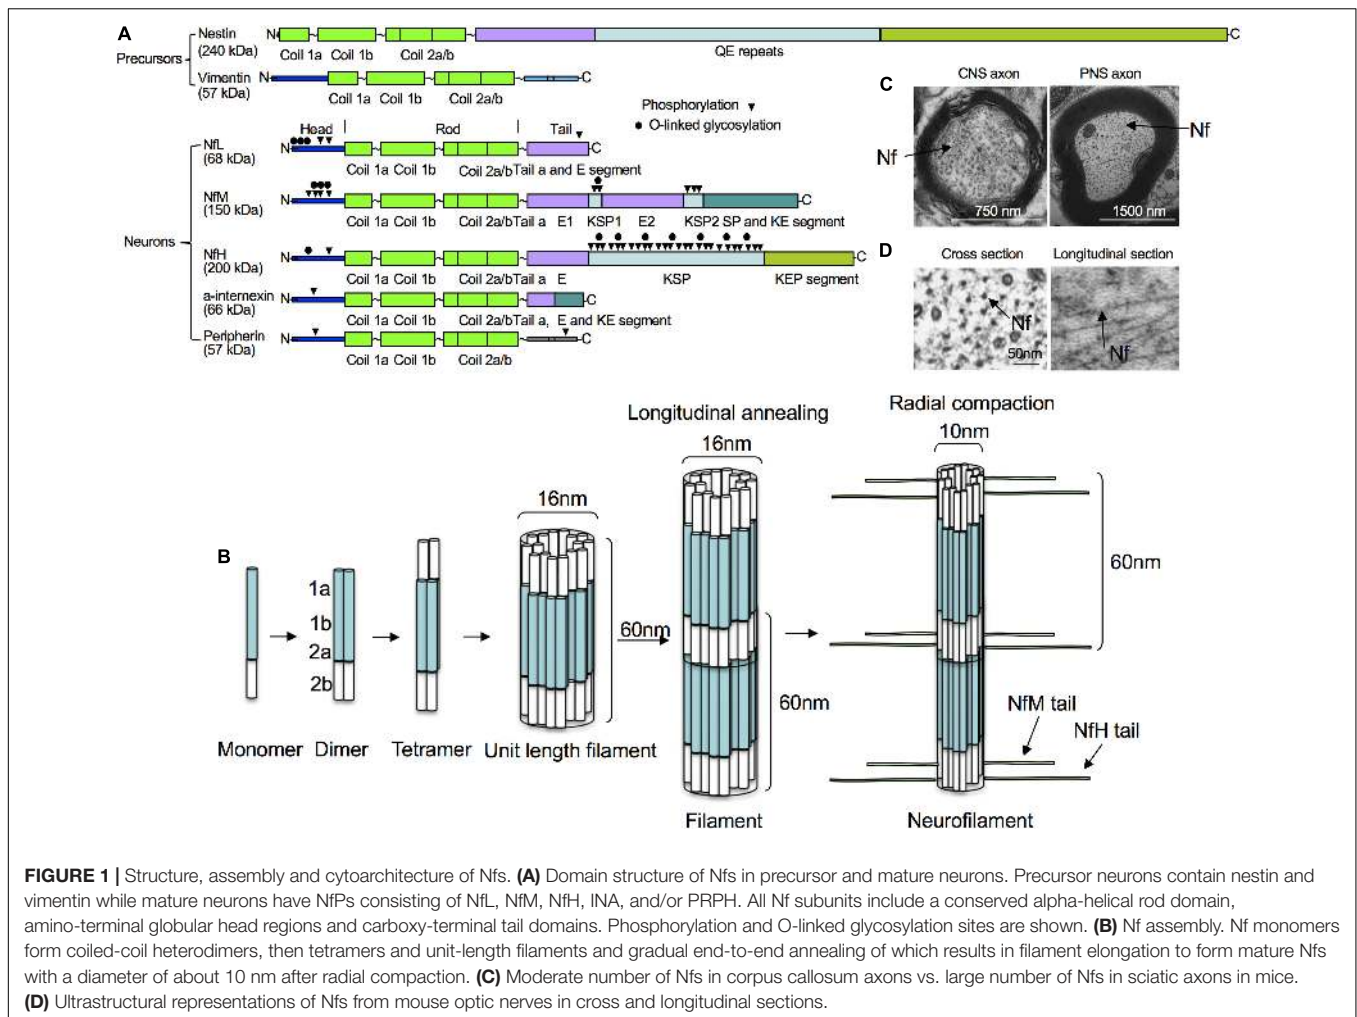 A
Precursors
Nestin
(240 kDa)
N
C
Coil 1a Coil 1b Coil 2a/b
QE repeats
Vimentin
(57 kDa)
N
C
Coil 1a Coil 1b Coil 2a/b
Phosphorylation
O-linked glycosylation
Head Rod Tail
Neurons
NfL
(68 kDa)
N
C
Coil 1a Coil 1b Coil 2a/b Tail a and E segment
NfM
(150 kDa)
N
C
Coil 1a Coil 1b Coil 2a/b Tail a E1 KSP1 E2 KSP2 SP and KE segment
NfH
(200 kDa)
N
C
Coil 1a Coil 1b Coil 2a/b Tail a E KSP KEP segment
a-internexin
(66 kDa)
N
C
Coil 1a Coil 1b Coil 2a/b Tail a, E and KE segment
Peripherin
(57 kDa)
N
C
Coil 1a Coil 1b Coil 2a/b
C
CNS axon PNS axon
Nf
Nf
750 nm 1500 nm
D
Cross section Longitudinal section
Nf
50nm
Nf
B
Monomer
1a
1b
2a
2b
Dimer
Tetramer
16nm
60nm
Unit length filament
Longitudinal annealing
16nm
60nm
Filament
Radial compaction
10nm
60nm
NfM tail
NfH tail
Neurofilament
FIGURE 1 | Structure, assembly and cytoarchitecture of Nfs. (A) Domain structure of Nfs in precursor and mature neurons. Precursor neurons contain nestin and
vimentin while mature neurons have NfPs consisting of NfL, NfM, NfH, INA, and/or PRPH. All Nf subunits include a conserved alpha-helical rod domain,
amino-terminal globular head regions and carboxy-terminal tail domains. Phosphorylation and O-linked glycosylation sites are shown. (B) Nf assembly. Nf monomers
form coiled-coil heterodimers, then tetramers and unit-length filaments and gradual end-to-end annealing of which results in filament elongation to form mature Nfs
with a diameter of about 10 nm after radial compaction. (C) Moderate number of Nfs in corpus callosum axons vs. large number of Nfs in sciatic axons in mice.
(D) Ultrastructural representations of Nfs from mouse optic nerves in cross and longitudinal sections.